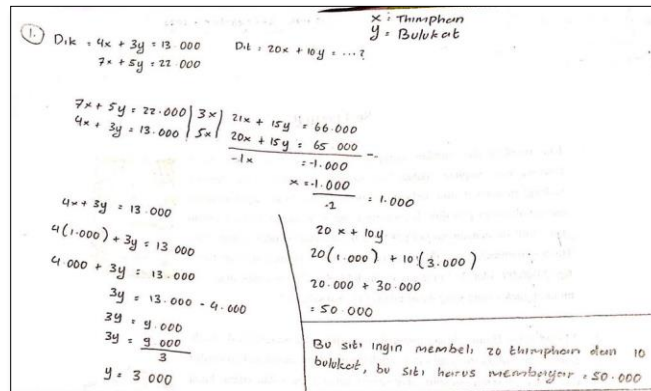 x = Thimphan
y = Bulukat
1. Dik = 4x + 3y = 13.000 Dit = 20x + 10y = ...?
7x + 5y = 22.000
7x + 5y = 22.000 | 3x | 21x + 15y = 66.000
4x + 3y = 13.000 | 5x | 20x + 15y = 65 000 -
-1x = -1.000
x = -1.000
-1 = 1.000
4x + 3y = 13.000
4(1.000) + 3y = 13 000
4.000 + 3y = 13.000
3y = 13.000 - 4.000
3y = 9.000
3y = 9 000
3
y = 3 000
20 x + 10y
20(1.000) + 10(3.000)
20.000 + 30.000
= 50.000
Bu siti ingin membeli 20 thimphan dan 10
bulukat, bu siti harus membayar = 50.000